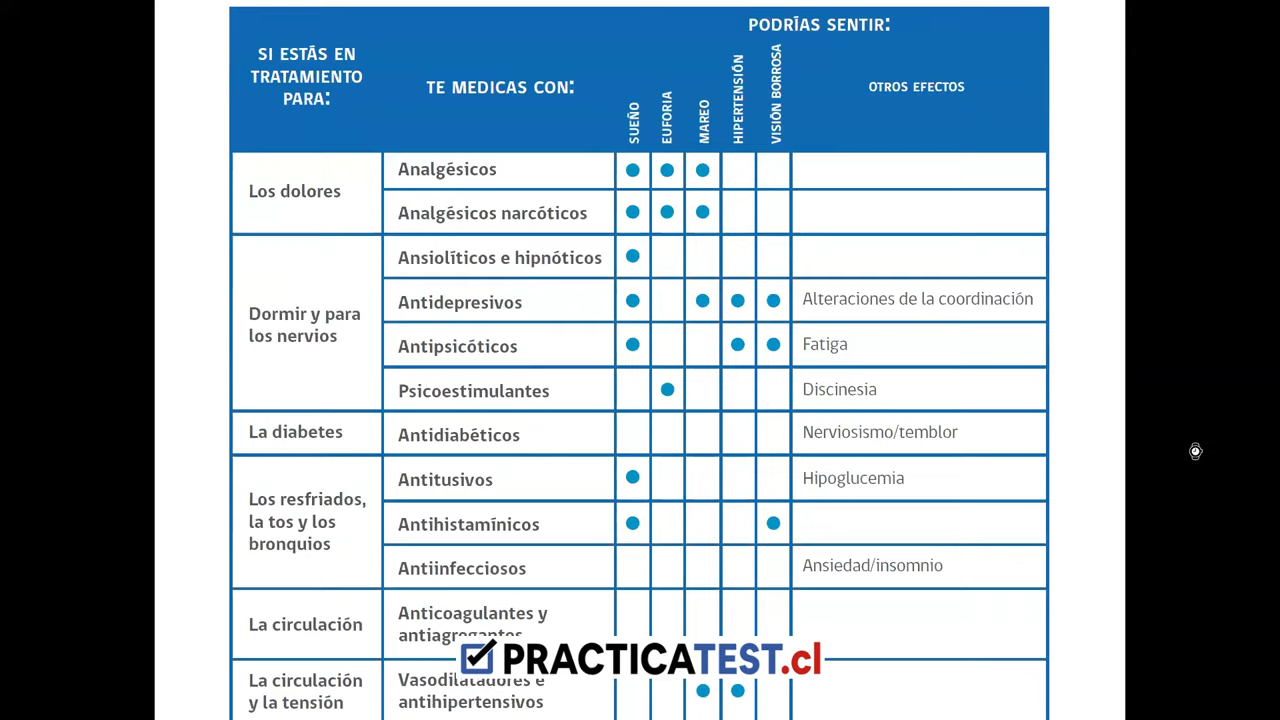 PODRÍAS SENTIR:
SI ESTÁS EN
TRATAMIENTO
PARA:
TE MEDICAS CON:
SUEÑO
EUFORIA
MAREO
HIPERTENSIÓN
VISIÓN BORROSA
OTROS EFECTOS
Los dolores
Analgésicos
Analgésicos narcóticos
Dormir y para
los nervios
Ansiolíticos e hipnóticos
Antidepresivos
Alteraciones de la coordinación
Antipsicóticos
Fatiga
Psicoestimulantes
Discinesia
La diabetes
Antidiabéticos
Nerviosismo/temblor
Los resfriados,
la tos y los
bronquios
Antitusivos
Hipoglucemia
Antihistamínicos
Antiinfecciosos
Ansiedad/insomnio
La circulación
Anticoagulantes y
antiagregantes
La circulación
y la tensión
Vasodilatadores e
antihipertensivos
PRACTICATEST.cl